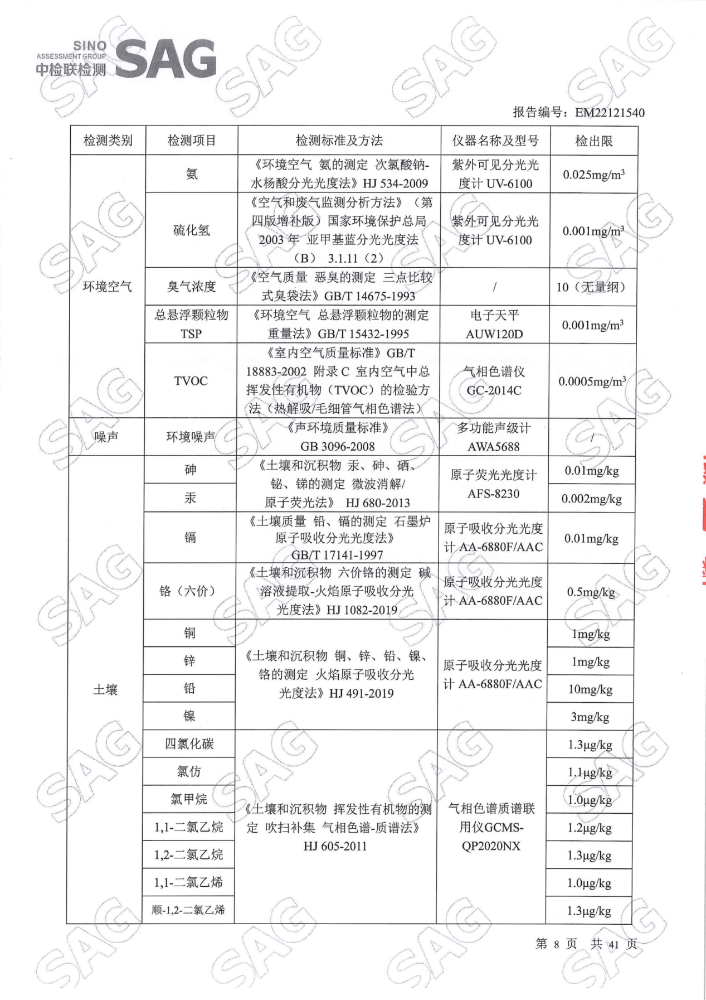 SINO
ASSESSMENT GROUP
中检联检测
SAG
报告编号：EM22121540
检测类别 检测项目 检测标准及方法 仪器名称及型号 检出限
环境空气
氨
《环境空气 氨的测定 次氯酸钠-
水杨酸分光光度法》HJ 534-2009
紫外可见分光光
度计 UV-6100
0.025mg/m³
硫化氢
《空气和废气监测分析方法》（第
四版增补版）国家环境保护总局
2003 年 亚甲基蓝分光光度法
（B） 3.1.11（2）
紫外可见分光光
度计 UV-6100
0.001mg/m³
臭气浓度
《空气质量 恶臭的测定 三点比较
式臭袋法》GB/T 14675-1993
/
10（无量纲）
总悬浮颗粒物
TSP
《环境空气 总悬浮颗粒物的测定
重量法》GB/T 15432-1995
电子天平
AUW120D
0.001mg/m³
TVOC
《室内空气质量标准》GB/T
18883-2002 附录 C 室内空气中总
挥发性有机物（TVOC）的检验方
法（热解吸/毛细管气相色谱法）
气相色谱仪
GC-2014C
0.0005mg/m³
噪声
环境噪声
《声环境质量标准》
GB 3096-2008
多功能声级计
AWA5688
/
土壤
砷
《土壤和沉积物 汞、砷、硒、
铋、锑的测定 微波消解/
原子荧光法》 HJ 680-2013
原子荧光光度计
AFS-8230
0.01mg/kg
汞
0.002mg/kg
镉
《土壤质量 铅、镉的测定 石墨炉
原子吸收分光光度法》
GB/T 17141-1997
原子吸收分光光度
计 AA-6880F/AAC
0.01mg/kg
铬（六价）
《土壤和沉积物 六价铬的测定 碱
溶液提取-火焰原子吸收分光
光度法》HJ 1082-2019
原子吸收分光光度
计 AA-6880F/AAC
0.5mg/kg
铜
1mg/kg
锌
1mg/kg
《土壤和沉积物 铜、锌、铅、镍、
铬的测定 火焰原子吸收分光
光度法》HJ 491-2019
原子吸收分光光度
计 AA-6880F/AAC
铅
10mg/kg
镍
3mg/kg
四氯化碳
1.3μg/kg
氯仿
1.1μg/kg
氯甲烷
1.0μg/kg
《土壤和沉积物 挥发性有机物的测
定 吹扫补集 气相色谱-质谱法》
HJ 605-2011
气相色谱质谱联
用仪GCMS-
QP2020NX
1,1-二氯乙烷
1.2μg/kg
1,2-二氯乙烷
1.3μg/kg
1,1-二氯乙烯
1.0μg/kg
顺-1,2-二氯乙烯
1.3μg/kg
第 8 页 共 41 页